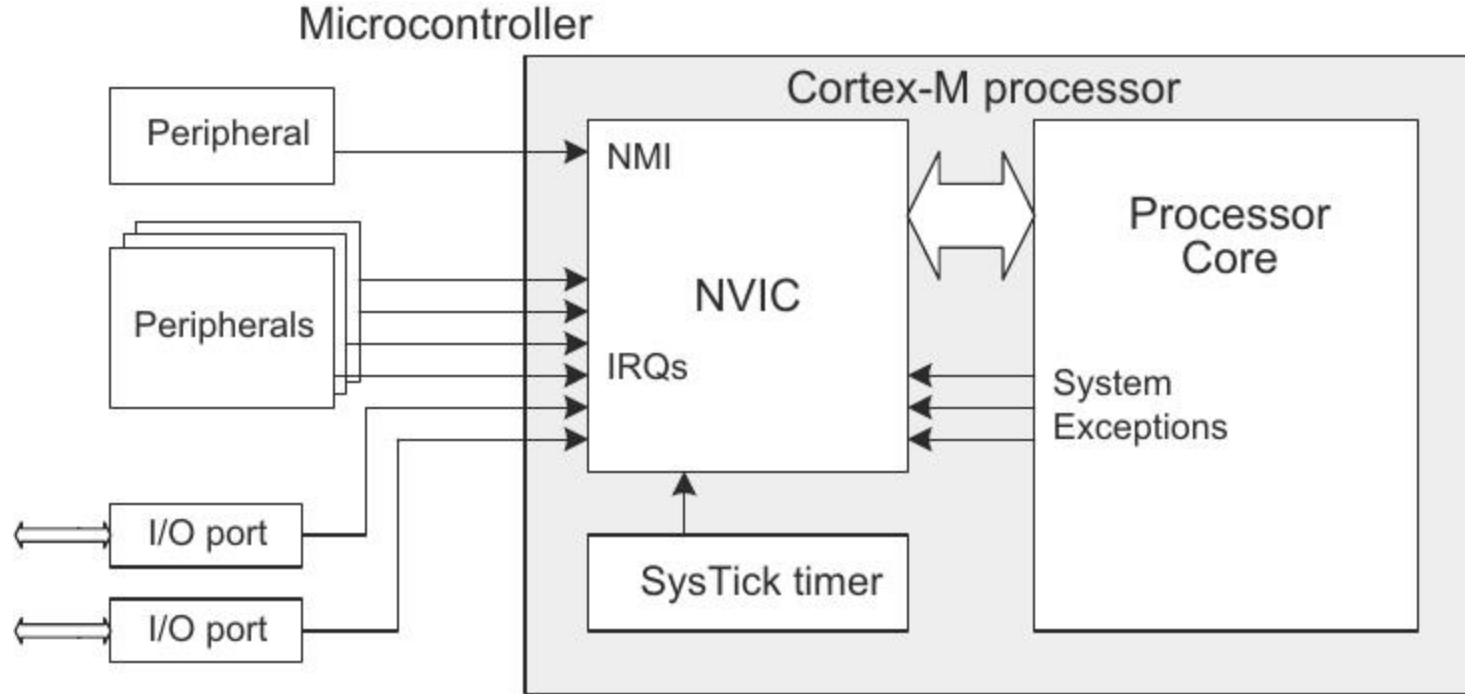 Microcontroller
Cortex-M processor
Peripheral
NMI
Processor
Core
NVIC
Peripherals
IRQs
System
Exceptions
I/O port
SysTick timer
I/O port